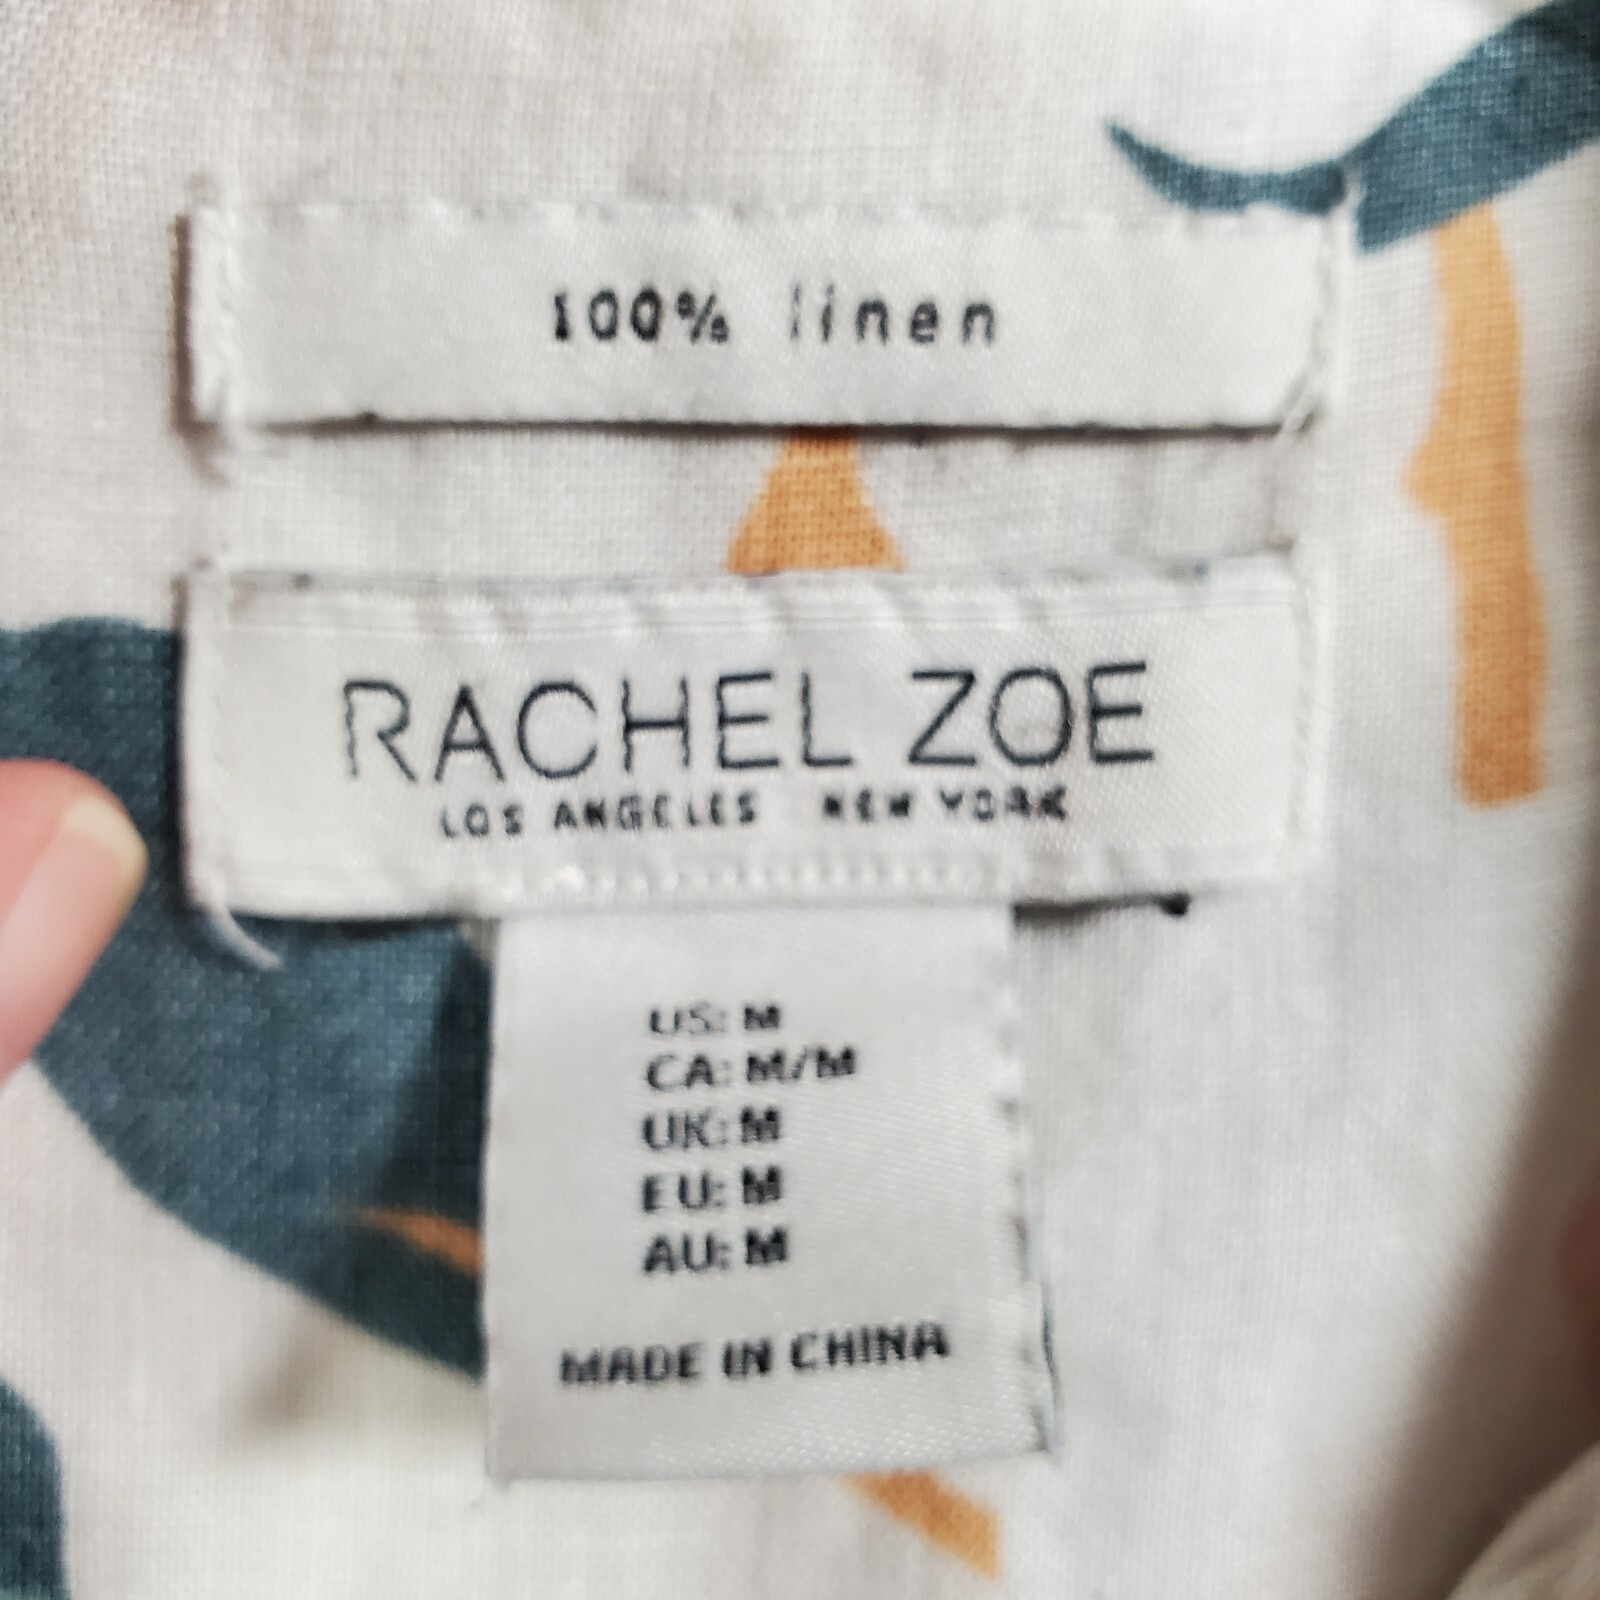 100% linen
RACHEL ZOE
LOS ANGELES NEW YORK
US: M
CA: M/M
UK: M
EU: M
AU: M
MADE IN CHINA